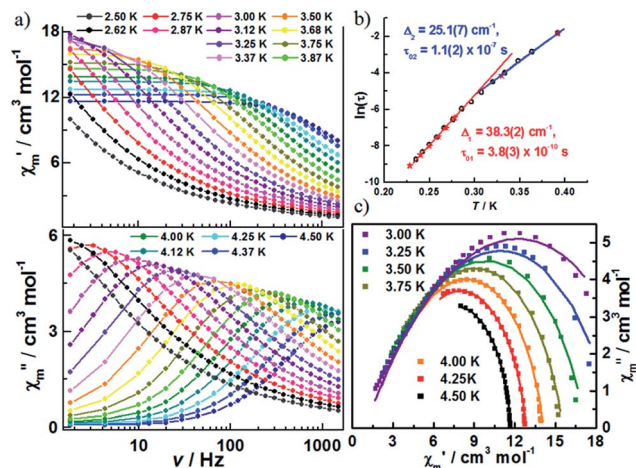 a)
2.50 K 2.75 K 3.00 K 3.50 K
2.62 K 2.87 K 3.12 K 3.68 K
3.25 K 3.75 K
3.37 K 3.87 K
18
15
12
9
6
3
χm' / cm³ mol⁻¹
4.00 K 4.25 K 4.50 K
4.12 K 4.37 K
6
3
0
χm'' / cm³ mol⁻¹
10 100 1000
ν / Hz
b)
Δ₂ = 25.1(7) cm⁻¹,
τ₀₂ = 1.1(2) x 10⁻⁷ s
Δ₁ = 38.3(2) cm⁻¹,
τ₀₁ = 3.8(3) x 10⁻¹⁰ s
ln(τ)
-2
-4
-6
-8
-9
0.20 0.25 0.30 0.35 0.40
T / K
c)
3.00 K
3.25 K
3.50 K
3.75 K
4.00 K
4.25K
4.50 K
5
4
3
2
1
0
χm'' / cm³ mol⁻¹
0 3 6 9 12 15 18
χm' / cm³ mol⁻¹